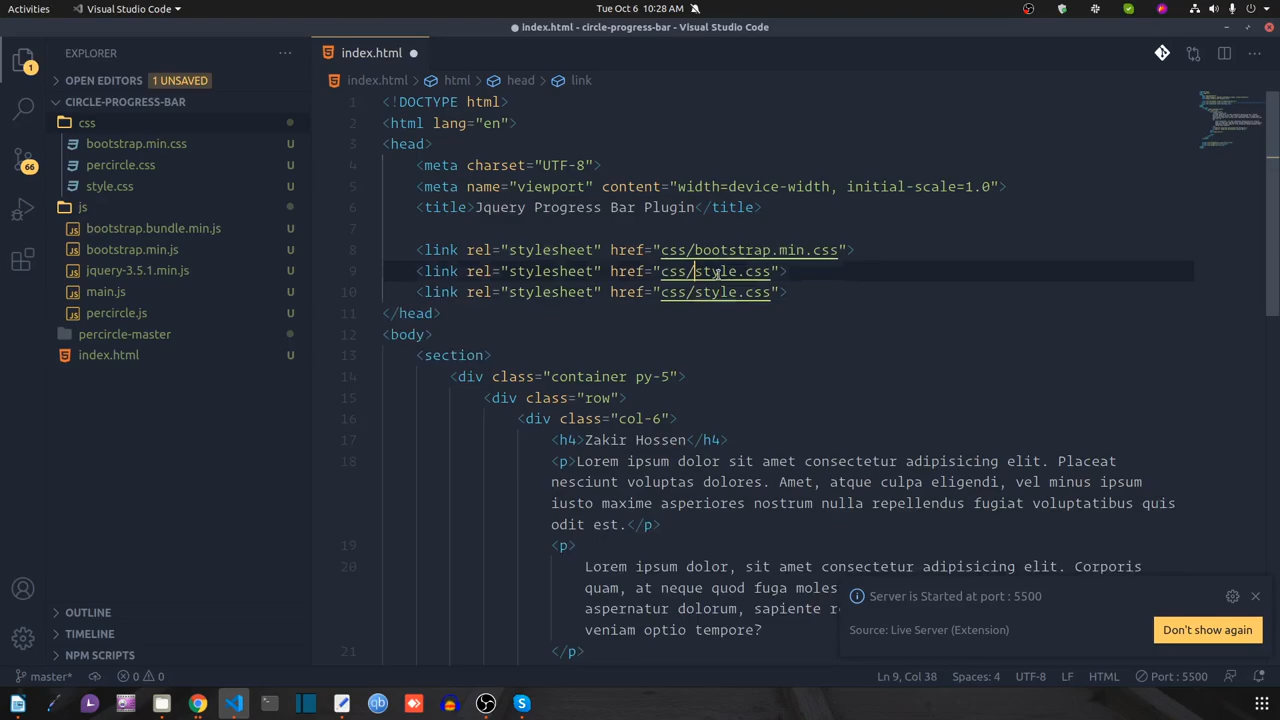 Activities
Visual Studio Code
Tue Oct 6 10:28 AM
index.html - circle-progress-bar - Visual Studio Code
EXPLORER
index.html
OPEN EDITORS 1 UNSAVED
index.html html head link
CIRCLE-PROGRESS-BAR
css
bootstrap.min.css U
percircle.css U
style.css U
js
bootstrap.bundle.min.js U
bootstrap.min.js U
jquery-3.5.1.min.js U
main.js U
percircle.js U
percircle-master
index.html U
1
66
1 <!DOCTYPE html>
2 <html lang="en">
3 <head>
4 <meta charset="UTF-8">
5 <meta name="viewport" content="width=device-width, initial-scale=1.0">
6 <title>Jquery Progress Bar Plugin</title>
7
8 <link rel="stylesheet" href="css/bootstrap.min.css">
9 <link rel="stylesheet" href="css/style.css">
10 <link rel="stylesheet" href="css/style.css">
11 </head>
12 <body>
13 <section>
14 <div class="container py-5">
15 <div class="row">
16 <div class="col-6">
17 <h4>Zakir Hossen</h4>
18 <p>Lorem ipsum dolor sit amet consectetur adipisicing elit. Placeat
nesciunt voluptas dolores. Amet, atque culpa eligendi, vel minus ipsum
iusto maxime asperiores nostrum nulla repellendus fugiat voluptatibus quis
odit est.</p>
19 <p>
20 Lorem ipsum dolor, sit amet consectetur adipisicing elit. Corporis
quam, at neque quod fuga moles
aspernatur dolorum, sapiente r
veniam optio tempore?
21 </p>
Server is Started at port : 5500
Source: Live Server (Extension)
Don't show again
OUTLINE
TIMELINE
NPM SCRIPTS
master*
0 0
Ln 9, Col 38
Spaces: 4
UTF-8
LF
HTML
Port : 5500